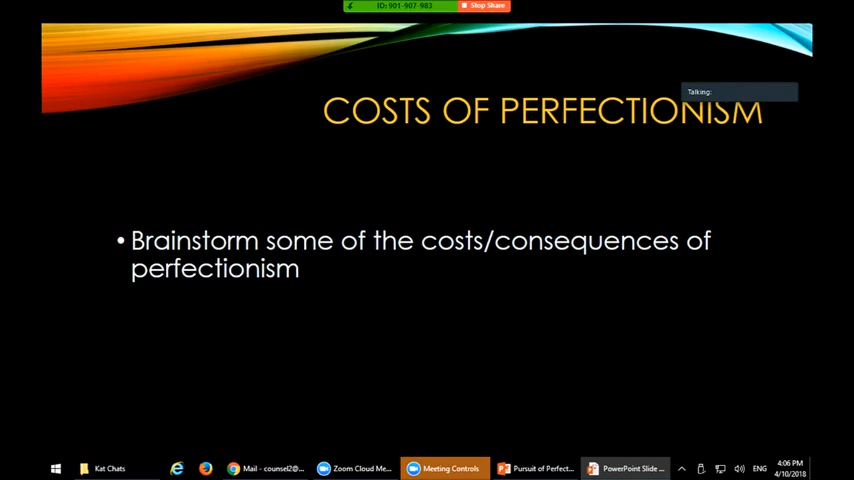 ID: 901-907-983 Stop Share
Talking:
COSTS OF PERFECTIONISM
• Brainstorm some of the costs/consequences of
perfectionism
Kat Chats
Mail - counsel2@...
Zoom Cloud Me...
Meeting Controls
Pursuit of Perfect...
PowerPoint Slide ...
ENG
4:06 PM
4/10/2018